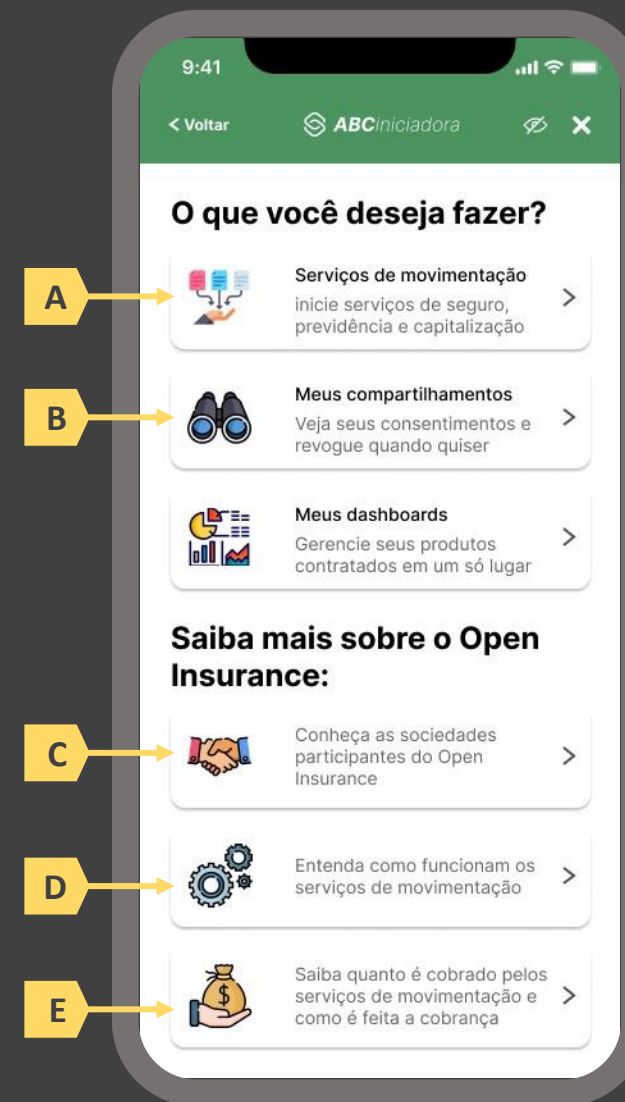 9:41
< Voltar
ABCiniciadora
O que você deseja fazer?
A
Serviços de movimentação
inicie serviços de seguro,
previdência e capitalização
B
Meus compartilhamentos
Veja seus consentimentos e
revogue quando quiser
Meus dashboards
Gerencie seus produtos
contratados em um só lugar
Saiba mais sobre o Open
Insurance:
C
Conheça as sociedades
participantes do Open
Insurance
D
Entenda como funcionam os
serviços de movimentação
E
$
Saiba quanto é cobrado pelos
serviços de movimentação e
como é feita a cobrança